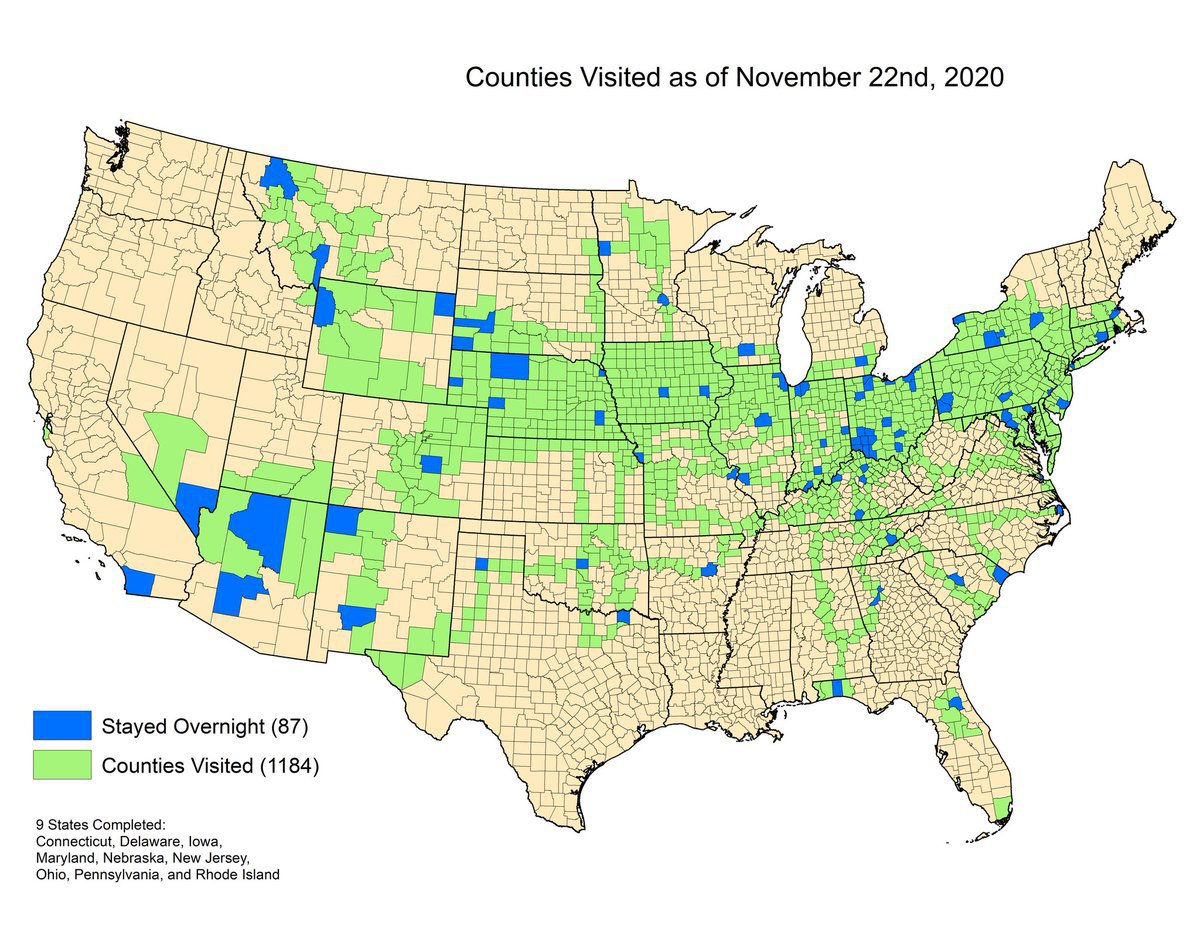 Counties Visited as of November 22nd, 2020
Stayed Overnight (87)
Counties Visited (1184)
9 States Completed:
Connecticut, Delaware, Iowa,
Maryland, Nebraska, New Jersey,
Ohio, Pennsylvania, and Rhode Island